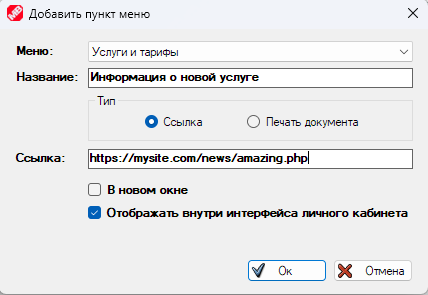 Добавить пункт меню
Меню: Услуги и тарифы
Название: Информация о новой услуге
Тип
Ссылка Печать документа
Ссылка: https://mysite.com/news/amazing.php
В новом окне
Отображать внутри интерфейса личного кабинета
Ок Отмена